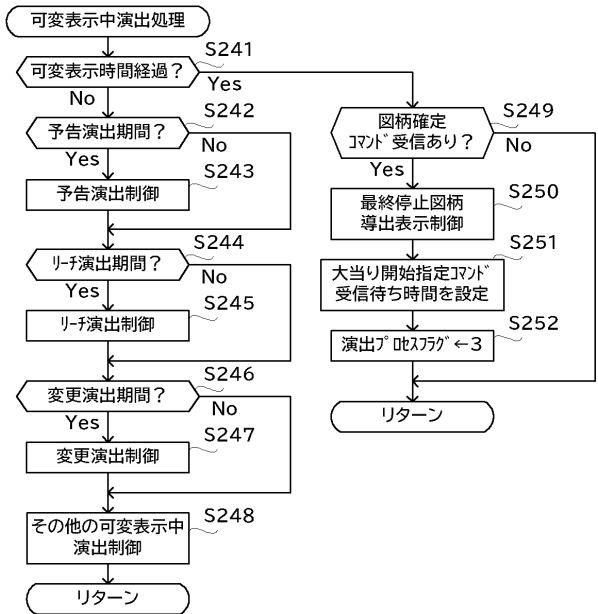 可変表示中演出処理
S241
可変表示時間経過？
Yes
No
S242
予告演出期間？
No
Yes
S243
予告演出制御
S244
ﾘｰﾁ演出期間？
No
Yes
S245
ﾘｰﾁ演出制御
S246
変更演出期間？
No
Yes
S247
変更演出制御
S248
その他の可変表示中
演出制御
リターン
S249
図柄確定
ｺﾏﾝﾄﾞ受信あり？
No
Yes
S250
最終停止図柄
導出表示制御
S251
大当り開始指定ｺﾏﾝﾄﾞ
受信待ち時間を設定
S252
演出ﾌﾟﾛｾｽﾌﾗｸﾞ←3
リターン